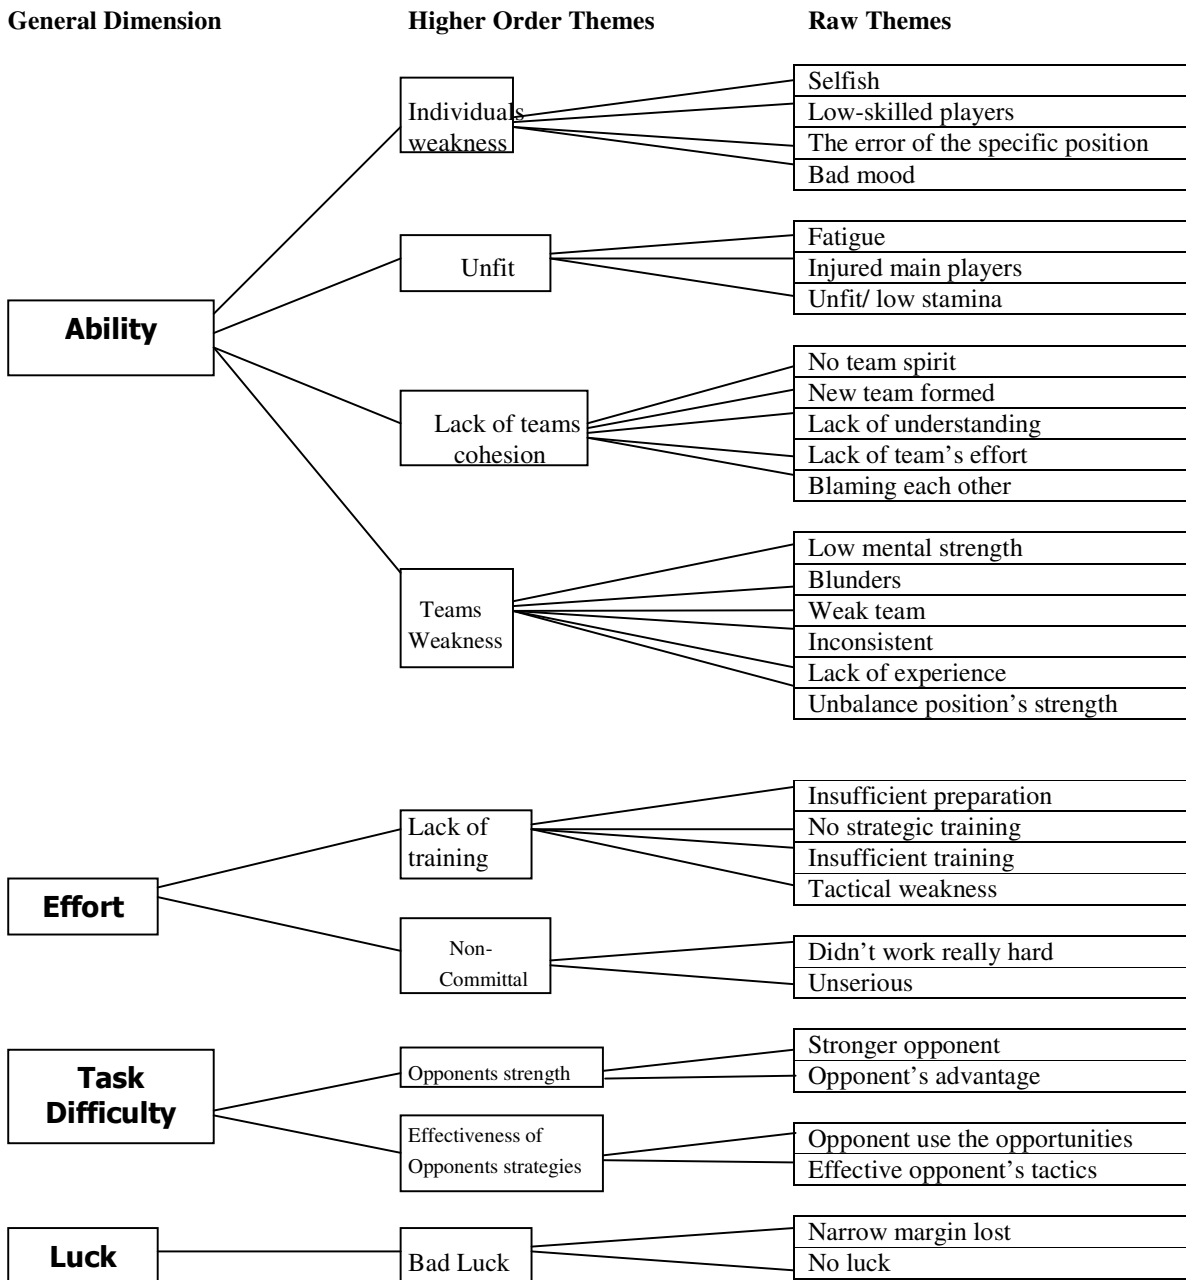 General Dimension Higher Order Themes Raw Themes
Individuals
weakness
Selfish
Low-skilled players
The error of the specific position
Bad mood
Unfit
Fatigue
Injured main players
Unfit/ low stamina
Ability
Lack of teams
cohesion
No team spirit
New team formed
Lack of understanding
Lack of team’s effort
Blaming each other
Teams
Weakness
Low mental strength
Blunders
Weak team
Inconsistent
Lack of experience
Unbalance position’s strength
Effort
Lack of
training
Insufficient preparation
No strategic training
Insufficient training
Tactical weakness
Non-
Committal
Didn’t work really hard
Unserious
Task
Difficulty
Opponents strength
Stronger opponent
Opponent’s advantage
Effectiveness of
Opponents strategies
Opponent use the opportunities
Effective opponent’s tactics
Luck
Bad Luck
Narrow margin lost
No luck